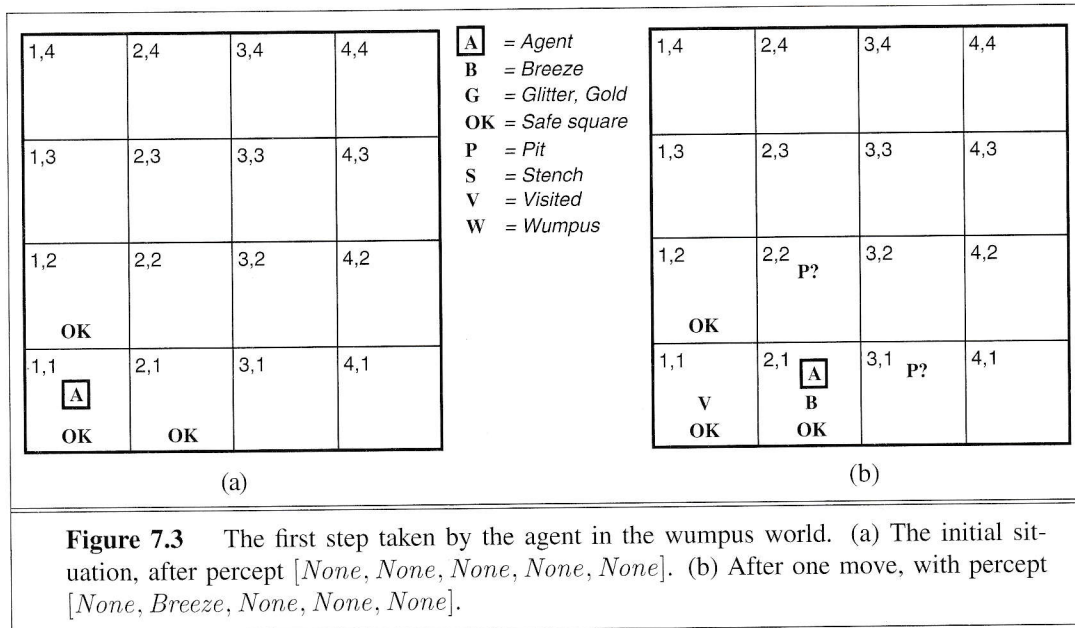 1,4 2,4 3,4 4,4
1,3 2,3 3,3 4,3
1,2 2,2 3,2 4,2
OK
1,1 2,1 3,1 4,1
A
OK OK
(a)
A = Agent
B = Breeze
G = Glitter, Gold
OK = Safe square
P = Pit
S = Stench
V = Visited
W = Wumpus
1,4 2,4 3,4 4,4
1,3 2,3 3,3 4,3
1,2 2,2 3,2 4,2
P?
OK
1,1 2,1 3,1 4,1
A P?
V B
OK OK
(b)
Figure 7.3 The first step taken by the agent in the wumpus world. (a) The initial sit-
uation, after percept [None, None, None, None, None]. (b) After one move, with percept
[None, Breeze, None, None, None].